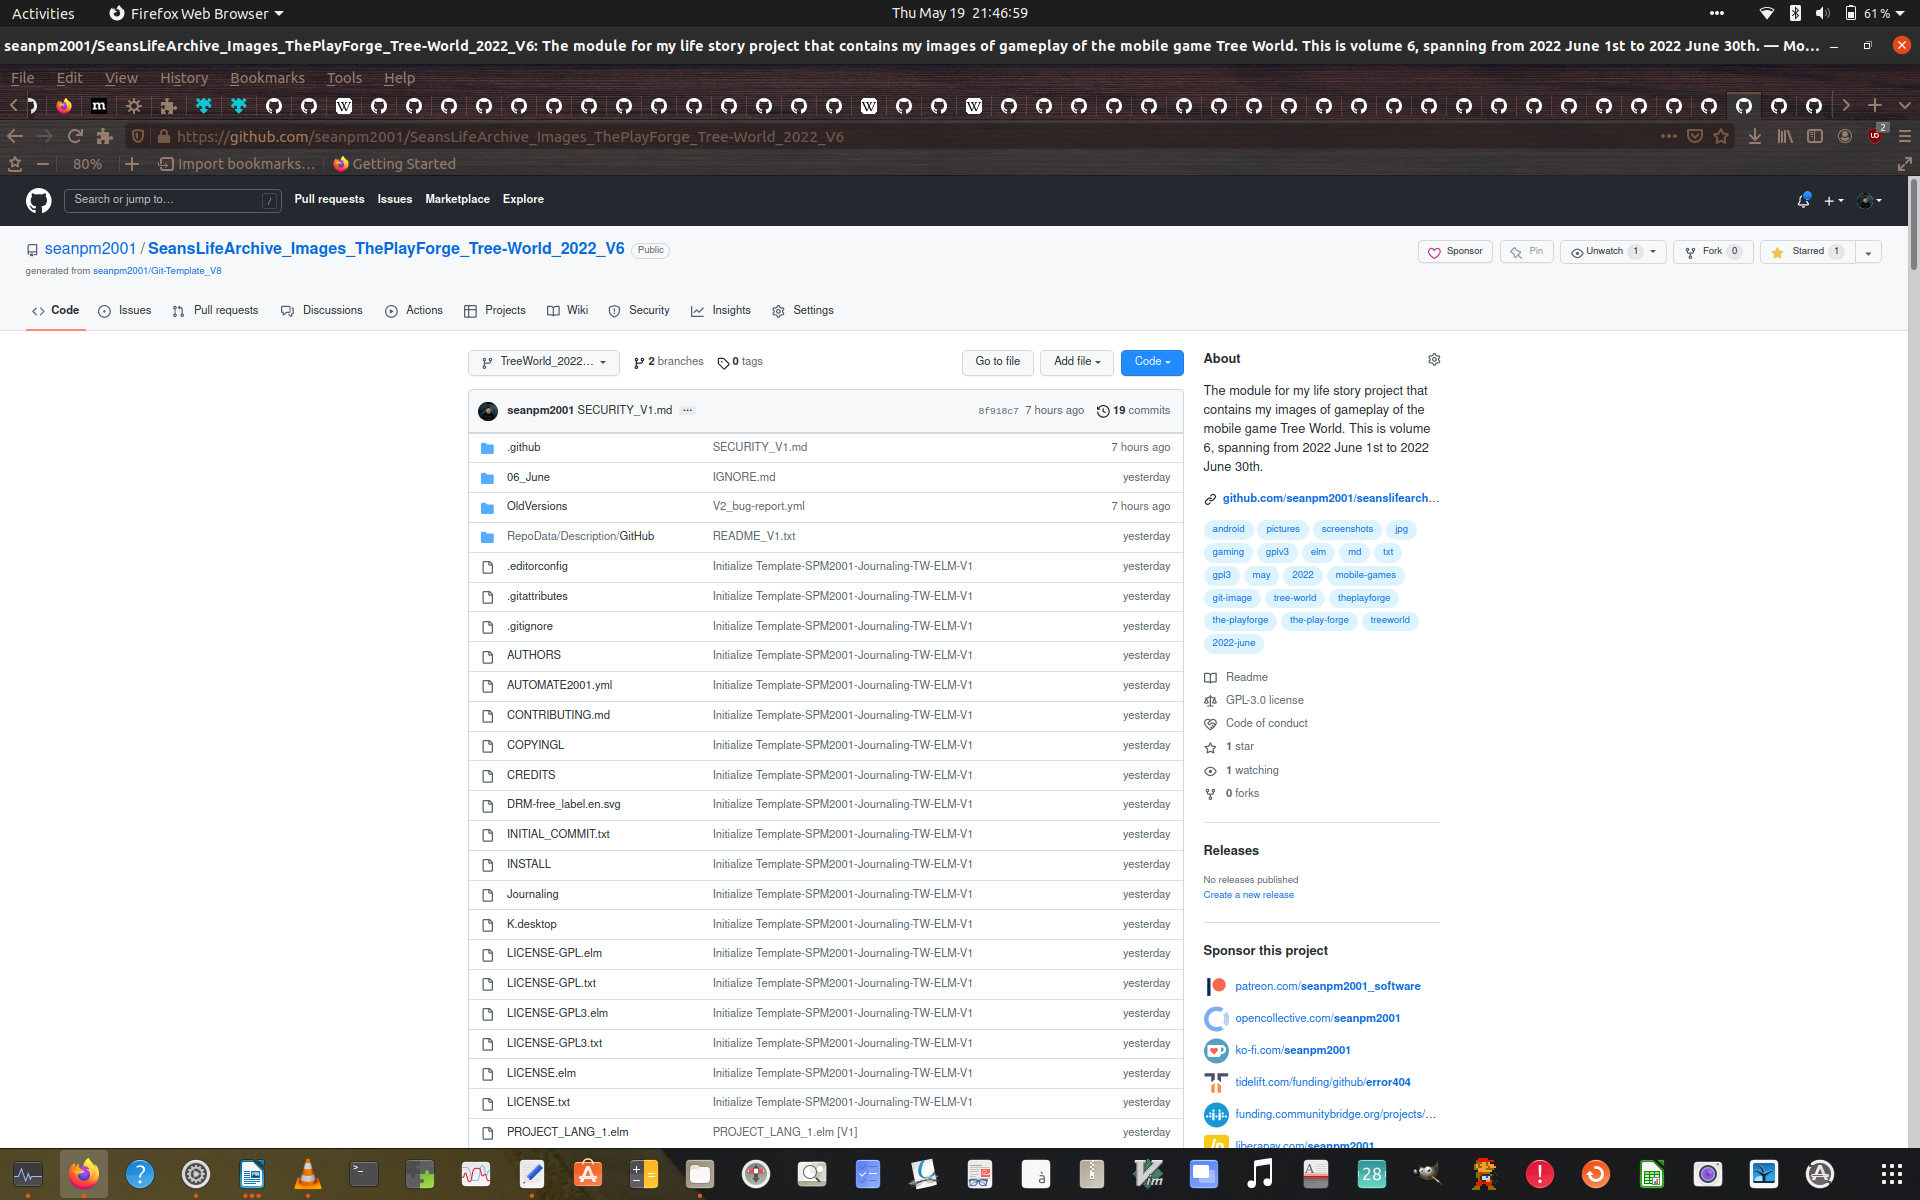 Activities Firefox Web Browser Thu May 19 21:46:59 61 %
seanpm2001/SeansLifeArchive_Images_ThePlayForge_Tree-World_2022_V6: The module for my life story project that contains my images of gameplay of the mobile game Tree World. This is volume 6, spanning from 2022 June 1st to 2022 June 30th. — Mo…
File Edit View History Bookmarks Tools Help
https://github.com/seanpm2001/SeansLifeArchive_Images_ThePlayForge_Tree-World_2022_V6 2
80% Import bookmarks… Getting Started
Search or jump to… / Pull requests Issues Marketplace Explore
seanpm2001 / SeansLifeArchive_Images_ThePlayForge_Tree-World_2022_V6 Public Sponsor Pin Unwatch 1 Fork 0 Starred 1
generated from seanpm2001/Git-Template_V8
Code Issues Pull requests Discussions Actions Projects Wiki Security Insights Settings
TreeWorld_2022… 2 branches 0 tags Go to file Add file Code
seanpm2001 SECURITY_V1.md … 8f918c7 7 hours ago 19 commits
.github SECURITY_V1.md 7 hours ago
06_June IGNORE.md yesterday
OldVersions V2_bug-report.yml 7 hours ago
RepoData/Description/GitHub README_V1.txt yesterday
.editorconfig Initialize Template-SPM2001-Journaling-TW-ELM-V1 yesterday
.gitattributes Initialize Template-SPM2001-Journaling-TW-ELM-V1 yesterday
.gitignore Initialize Template-SPM2001-Journaling-TW-ELM-V1 yesterday
AUTHORS Initialize Template-SPM2001-Journaling-TW-ELM-V1 yesterday
AUTOMATE2001.yml Initialize Template-SPM2001-Journaling-TW-ELM-V1 yesterday
CONTRIBUTING.md Initialize Template-SPM2001-Journaling-TW-ELM-V1 yesterday
COPYINGL Initialize Template-SPM2001-Journaling-TW-ELM-V1 yesterday
CREDITS Initialize Template-SPM2001-Journaling-TW-ELM-V1 yesterday
DRM-free_label.en.svg Initialize Template-SPM2001-Journaling-TW-ELM-V1 yesterday
INITIAL_COMMIT.txt Initialize Template-SPM2001-Journaling-TW-ELM-V1 yesterday
INSTALL Initialize Template-SPM2001-Journaling-TW-ELM-V1 yesterday
Journaling Initialize Template-SPM2001-Journaling-TW-ELM-V1 yesterday
K.desktop Initialize Template-SPM2001-Journaling-TW-ELM-V1 yesterday
LICENSE-GPL.elm Initialize Template-SPM2001-Journaling-TW-ELM-V1 yesterday
LICENSE-GPL.txt Initialize Template-SPM2001-Journaling-TW-ELM-V1 yesterday
LICENSE-GPL3.elm Initialize Template-SPM2001-Journaling-TW-ELM-V1 yesterday
LICENSE-GPL3.txt Initialize Template-SPM2001-Journaling-TW-ELM-V1 yesterday
LICENSE.elm Initialize Template-SPM2001-Journaling-TW-ELM-V1 yesterday
LICENSE.txt Initialize Template-SPM2001-Journaling-TW-ELM-V1 yesterday
PROJECT_LANG_1.elm PROJECT_LANG_1.elm [V1] yesterday
About
The module for my life story project that
contains my images of gameplay of the
mobile game Tree World. This is volume
6, spanning from 2022 June 1st to 2022
June 30th.
github.com/seanpm2001/seanslifearch…
android pictures screenshots jpg
gaming gplv3 elm md txt
gpl3 may 2022 mobile-games
git-image tree-world theplayforge
the-playforge the-play-forge treeworld
2022-june
Readme
GPL-3.0 license
Code of conduct
1 star
1 watching
0 forks
Releases
No releases published
Create a new release
Sponsor this project
patreon.com/seanpm2001_software
opencollective.com/seanpm2001
ko-fi.com/seanpm2001
tidelift.com/funding/github/error404
funding.communitybridge.org/projects/…
liberapay.com/seanpm2001
28